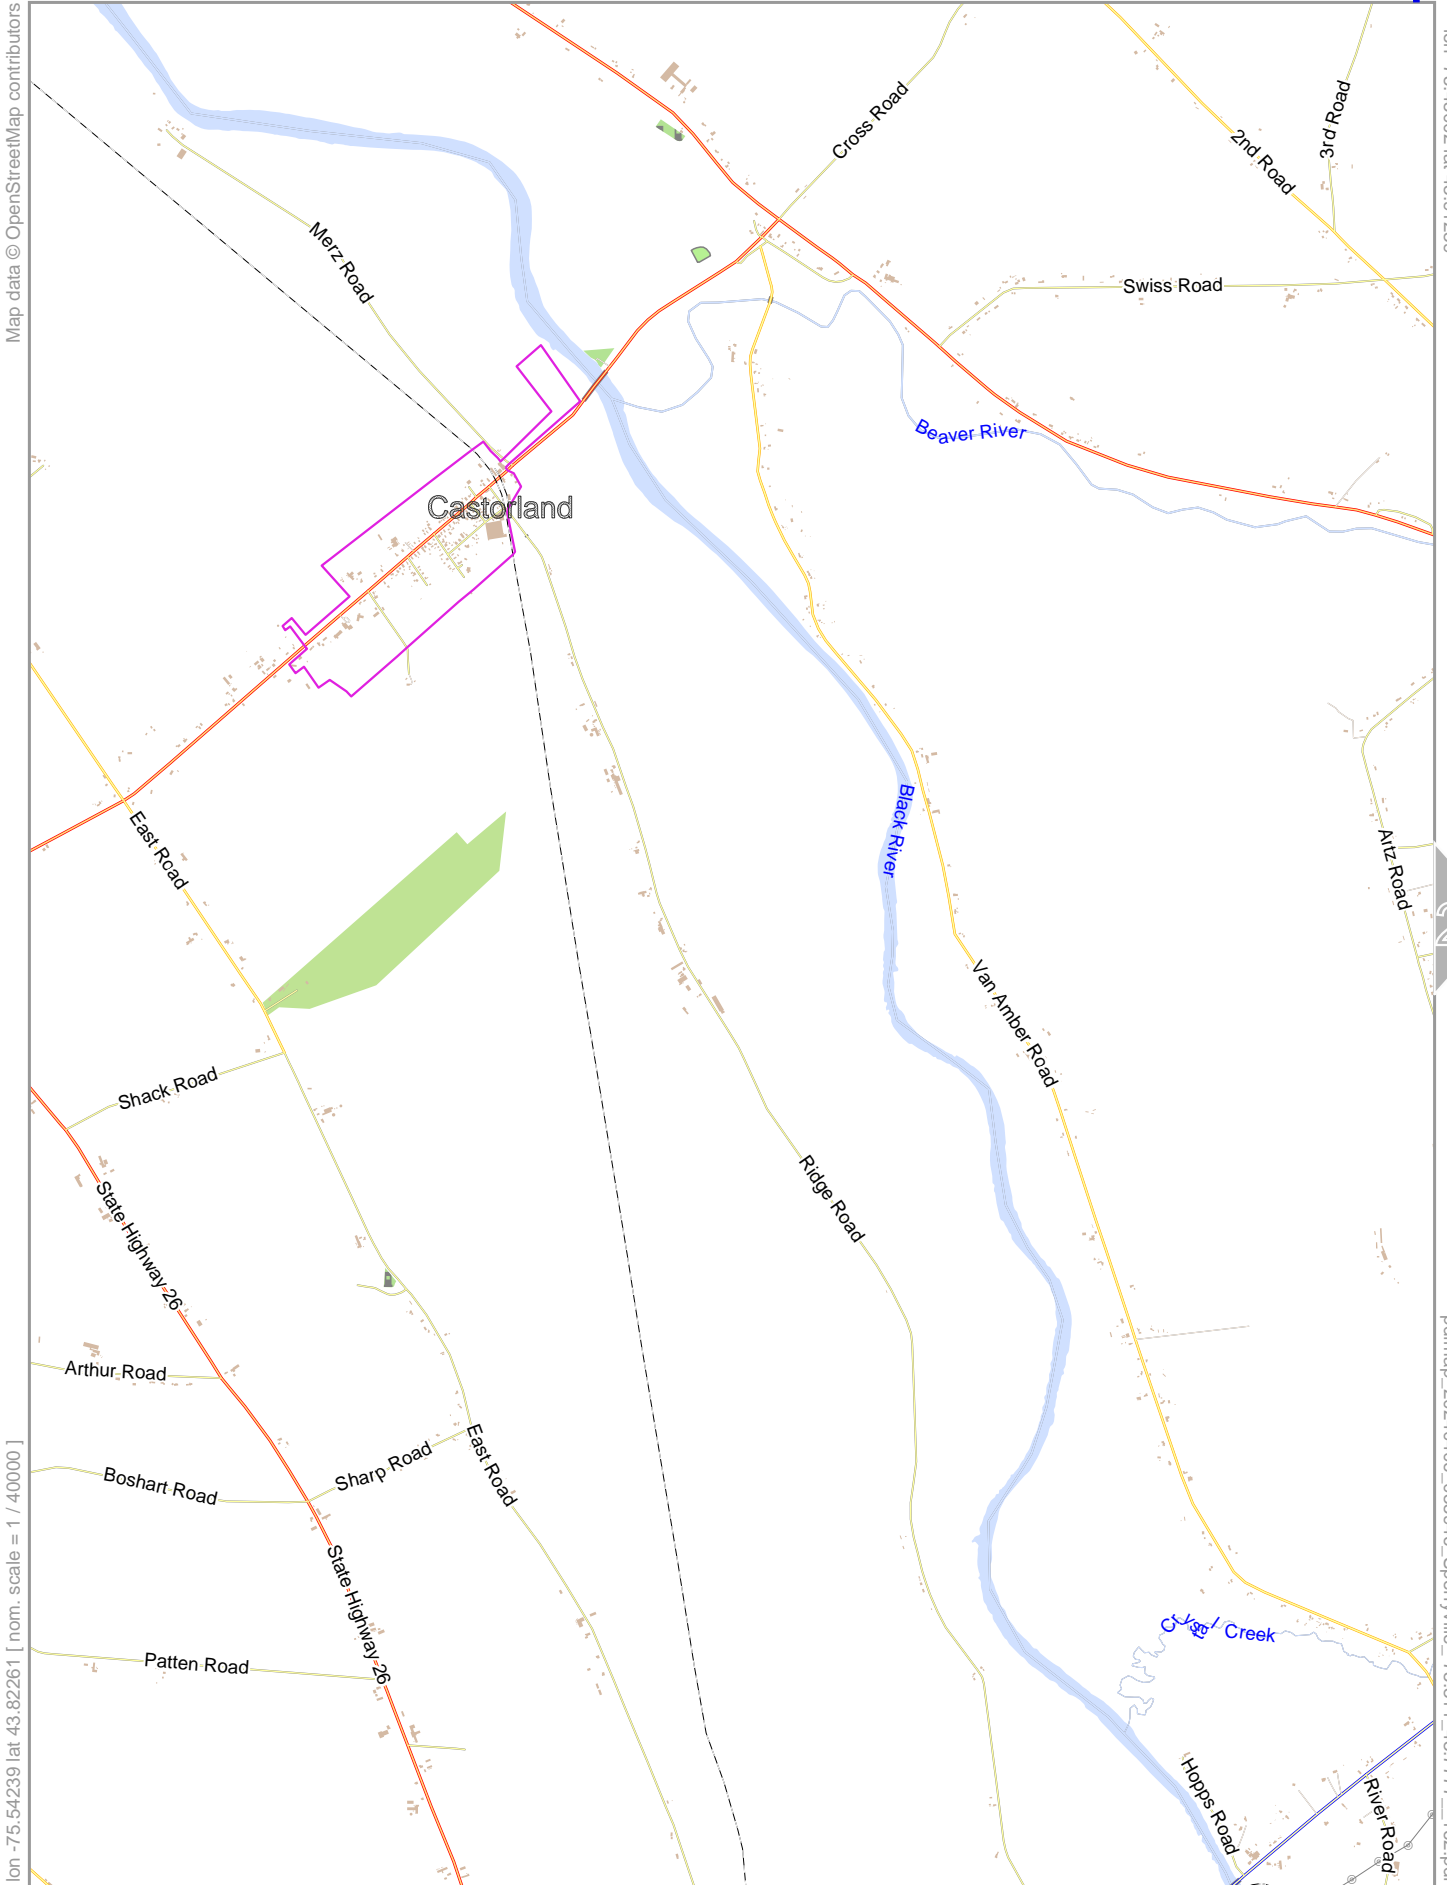 Map data © OpenStreetMap contributors
Cross Road
3rd Road
2nd Road
Merz Road
Swiss Road
Beaver River
Castorland
Black River
East Road
Artz Road
2
Van Amber Road
Shack Road
Ridge Road
State Highway 26
Arthur Road
Sharp Road
East Road
Boshart Road
State Highway 26
Crystal Creek
Patten Road
Hopps Road
River Road
lon -75.54239 lat 43.82261 [ nom. scale = 1 / 40000 ]